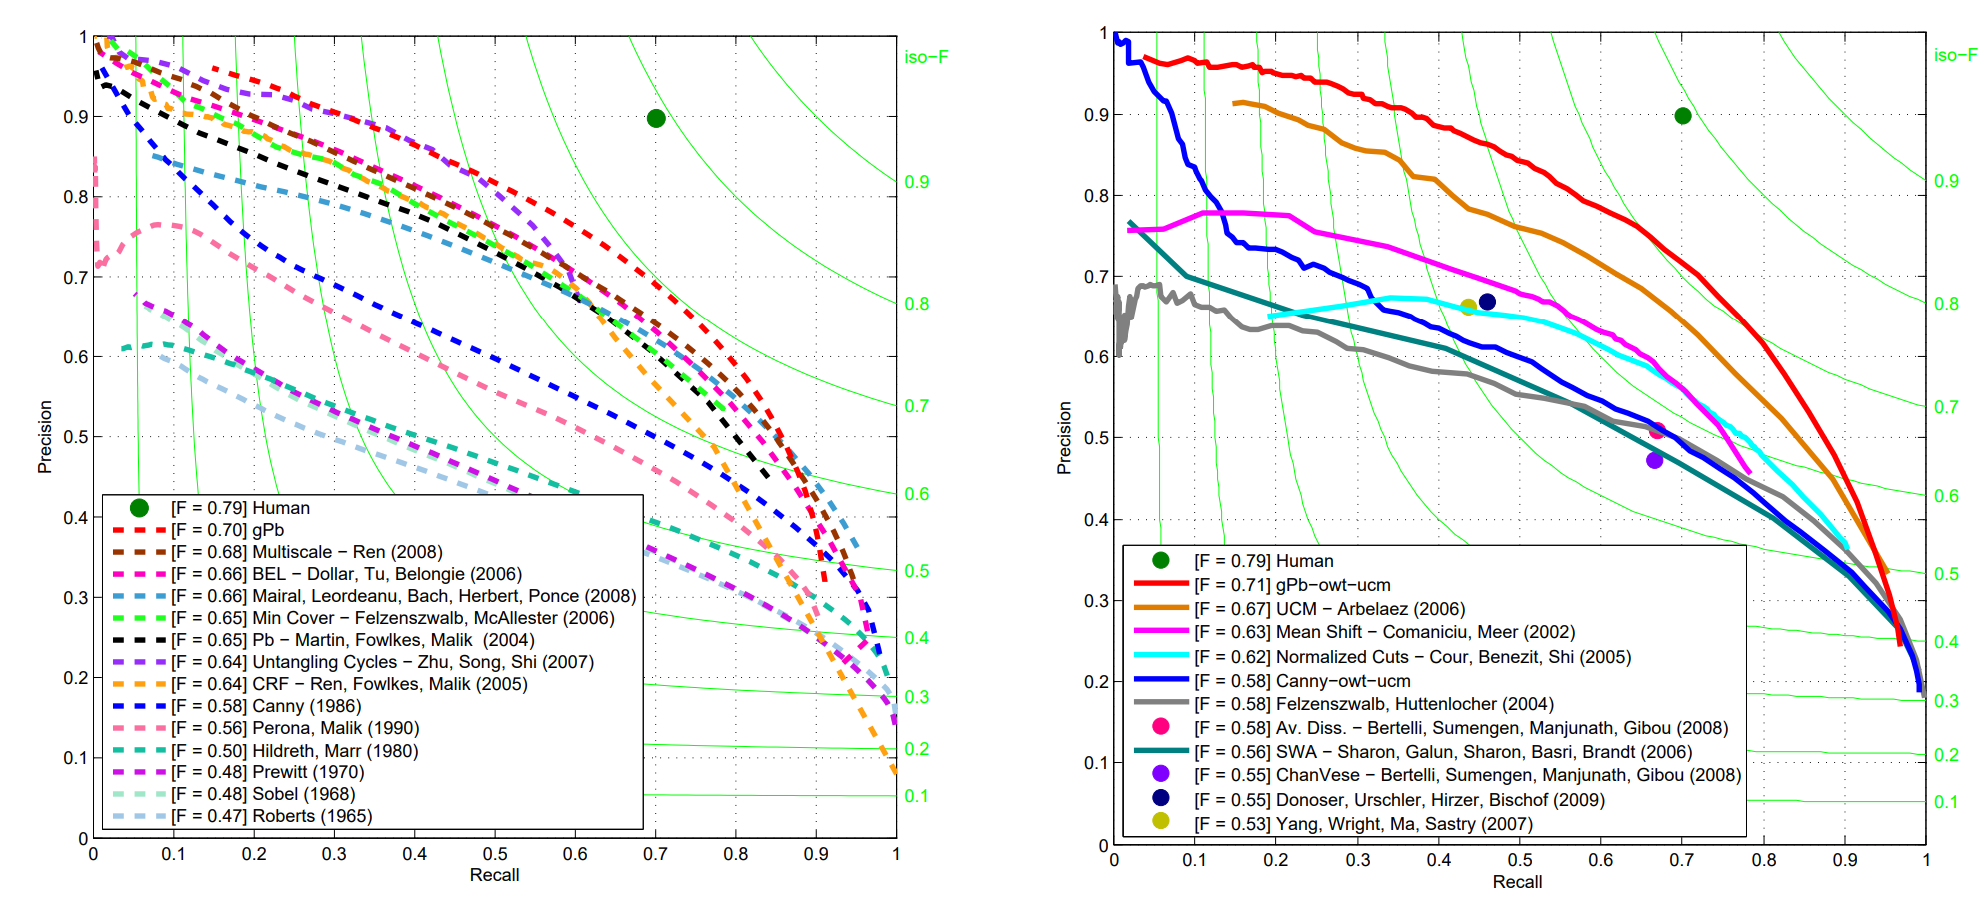 1
0.9
0.8
0.7
0.6
0.5
0.4
0.3
0.2
0.1
0
Precision
0 0.1 0.2 0.3 0.4 0.5 0.6 0.7 0.8 0.9 1
Recall
iso−F
0.9
0.8
0.7
0.6
0.5
0.4
0.3
0.2
0.1
[F = 0.79] Human
[F = 0.70] gPb
[F = 0.68] Multiscale − Ren (2008)
[F = 0.66] BEL − Dollar, Tu, Belongie (2006)
[F = 0.66] Mairal, Leordeanu, Bach, Herbert, Ponce (2008)
[F = 0.65] Min Cover − Felzenszwalb, McAllester (2006)
[F = 0.65] Pb − Martin, Fowlkes, Malik (2004)
[F = 0.64] Untangling Cycles − Zhu, Song, Shi (2007)
[F = 0.64] CRF − Ren, Fowlkes, Malik (2005)
[F = 0.58] Canny (1986)
[F = 0.56] Perona, Malik (1990)
[F = 0.50] Hildreth, Marr (1980)
[F = 0.48] Prewitt (1970)
[F = 0.48] Sobel (1968)
[F = 0.47] Roberts (1965)
1
0.9
0.8
0.7
0.6
0.5
0.4
0.3
0.2
0.1
0
Precision
0 0.1 0.2 0.3 0.4 0.5 0.6 0.7 0.8 0.9 1
Recall
iso−F
0.9
0.8
0.7
0.6
0.5
0.4
0.3
0.2
0.1
[F = 0.79] Human
[F = 0.71] gPb−owt−ucm
[F = 0.67] UCM − Arbelaez (2006)
[F = 0.63] Mean Shift − Comaniciu, Meer (2002)
[F = 0.62] Normalized Cuts − Cour, Benezit, Shi (2005)
[F = 0.58] Canny−owt−ucm
[F = 0.58] Felzenszwalb, Huttenlocher (2004)
[F = 0.58] Av. Diss. − Bertelli, Sumengen, Manjunath, Gibou (2008)
[F = 0.56] SWA − Sharon, Galun, Sharon, Basri, Brandt (2006)
[F = 0.55] ChanVese − Bertelli, Sumengen, Manjunath, Gibou (2008)
[F = 0.55] Donoser, Urschler, Hirzer, Bischof (2009)
[F = 0.53] Yang, Wright, Ma, Sastry (2007)